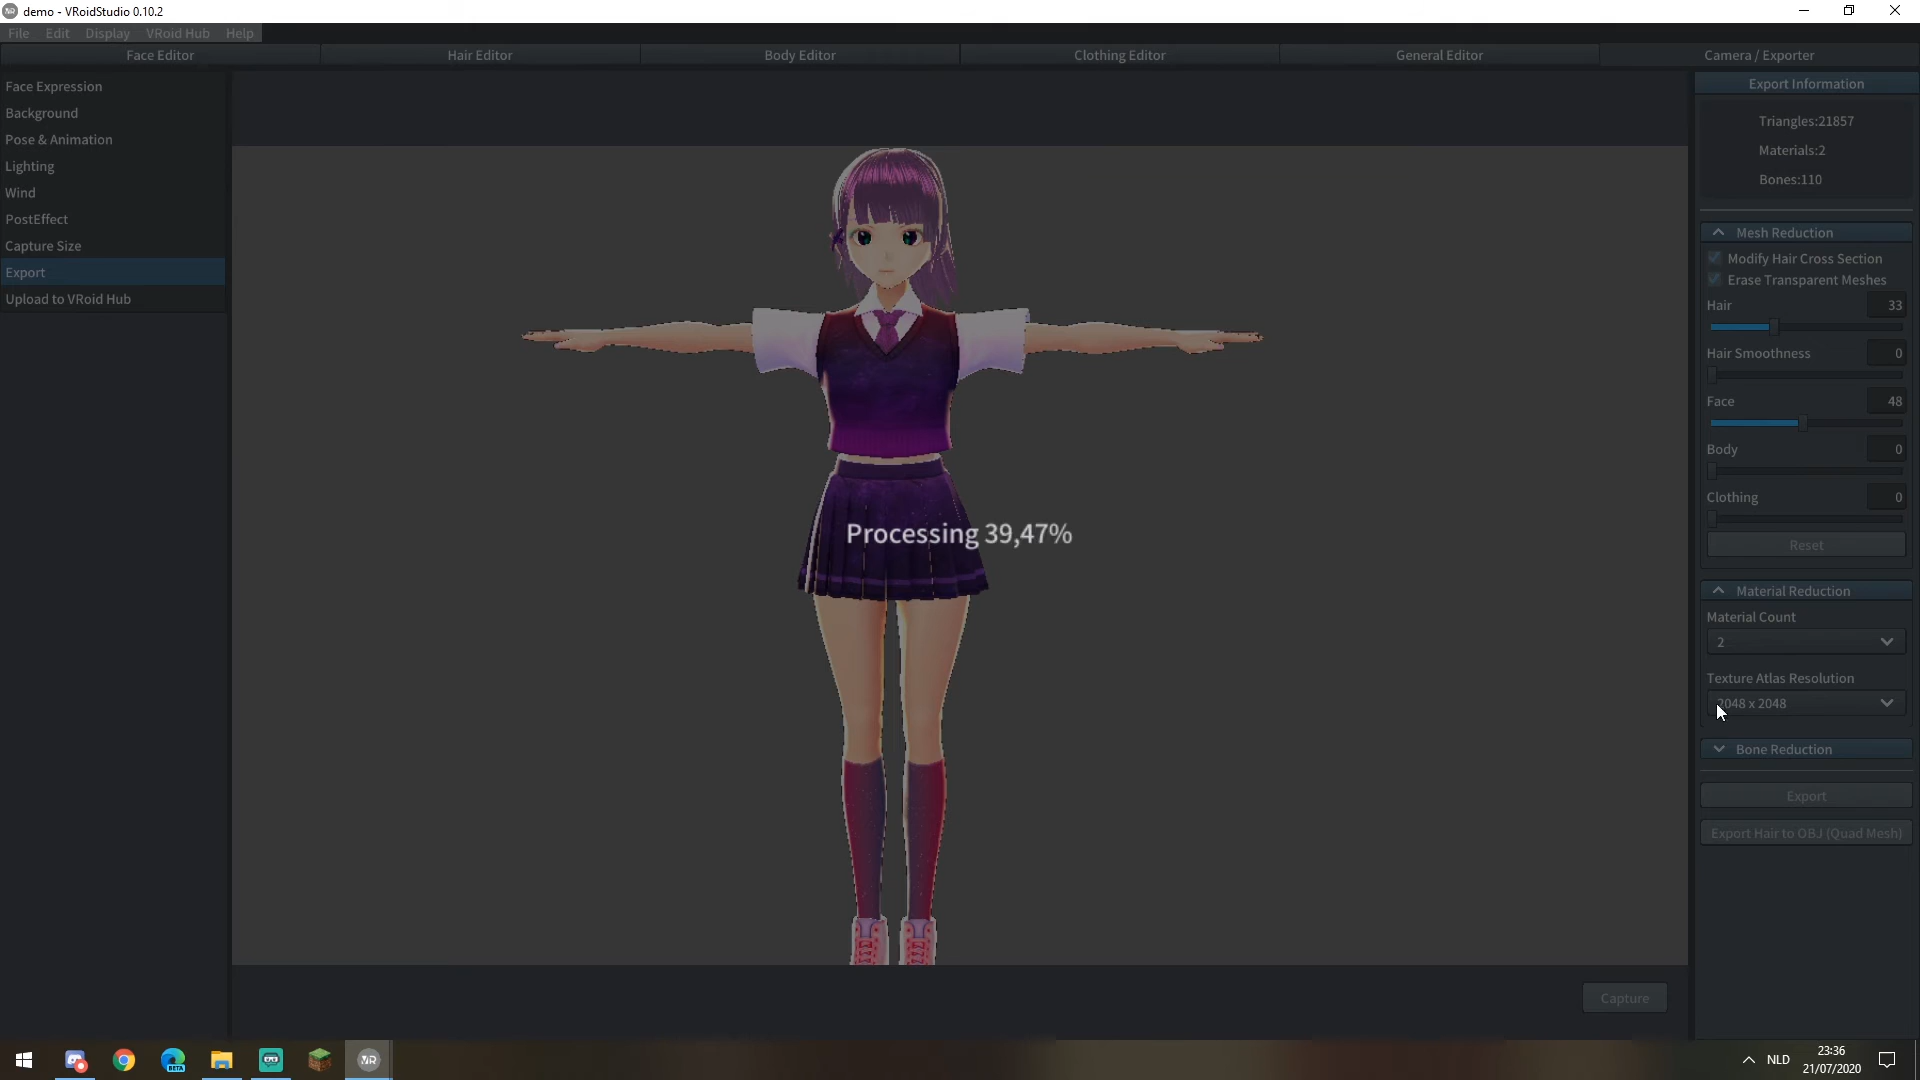 demo - VRoidStudio 0.10.2
File Edit Display VRoid Hub Help
Face Editor Hair Editor Body Editor Clothing Editor General Editor Camera / Exporter
Face Expression
Background
Pose & Animation
Lighting
Wind
PostEffect
Capture Size
Export
Upload to VRoid Hub
Processing 39,47%
Capture
Export Information
Triangles:21857
Materials:2
Bones:110
Mesh Reduction
Modify Hair Cross Section
Erase Transparent Meshes
Hair 33
Hair Smoothness 0
Face 48
Body 0
Clothing 0
Reset
Material Reduction
Material Count
2
Texture Atlas Resolution
2048 x 2048
Bone Reduction
Export
Export Hair to OBJ (Quad Mesh)
BETA
VR
NLD
23:36
21/07/2020